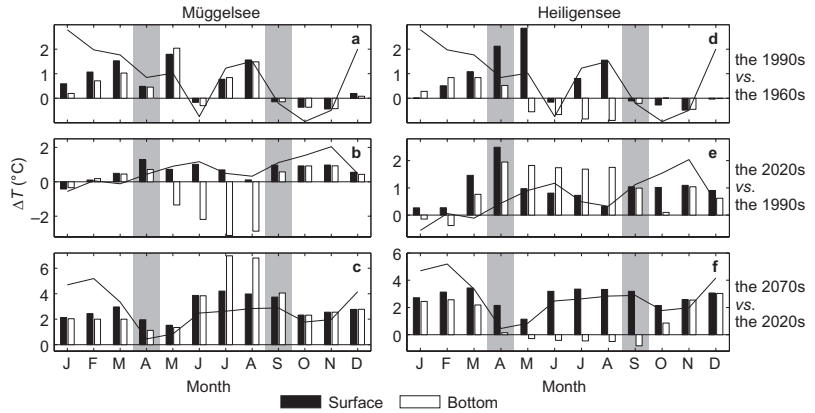 Müggelsee
Heiligensee
a
2
1
0
d
2
1
0
the 1990s
vs.
the 1960s
ΔT (°C)
b
2
0
−2
e
2
1
0
the 2020s
vs.
the 1990s
c
6
4
2
0
f
6
4
2
0
the 2070s
vs.
the 2020s
J F M A M J J A S O N D
J F M A M J J A S O N D
Month
Month
Surface
Bottom